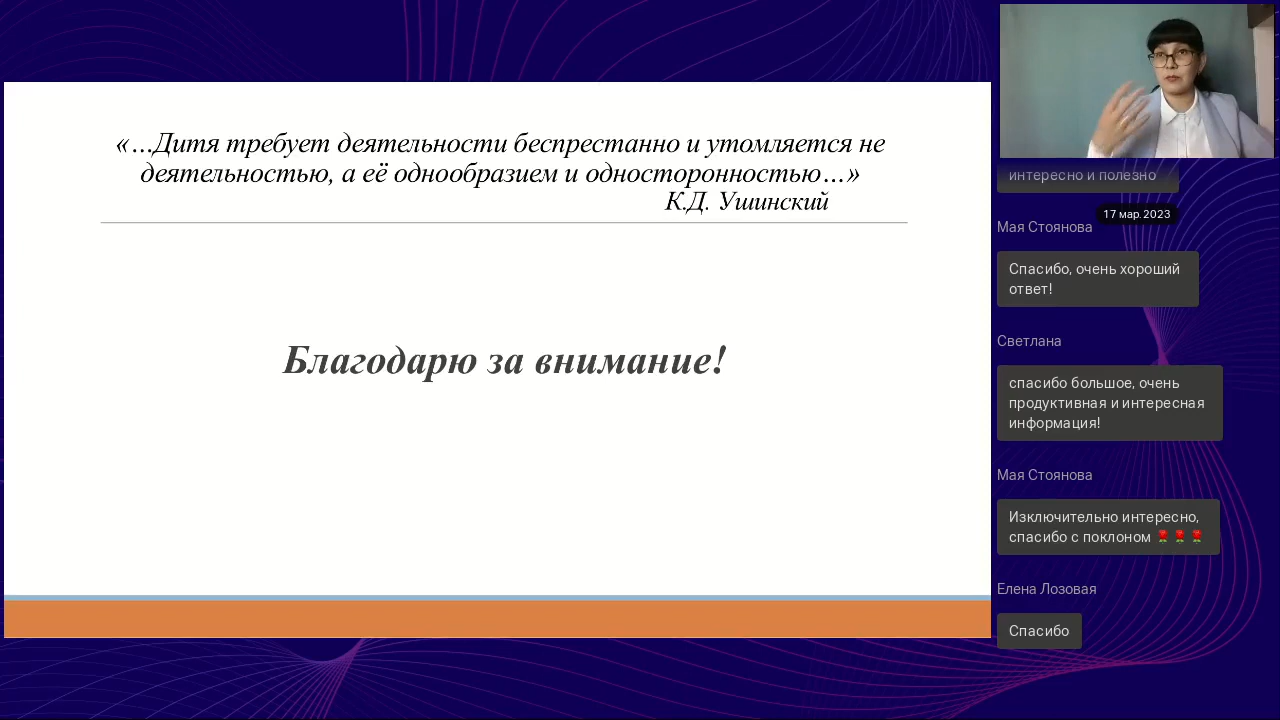 «…Дитя требует деятельности беспрестанно и утомляется не
деятельностью, а её однообразием и односторонностью…»
К.Д. Ушинский
Благодарю за внимание!
интересно и полезно
17 мар. 2023
Мая Стоянова
Спасибо, очень хороший
ответ!
Светлана
спасибо большое, очень
продуктивная и интересная
информация!
Мая Стоянова
Изключительно интересно,
спасибо с поклоном 🌹🌹🌹
Елена Лозовая
Спасибо